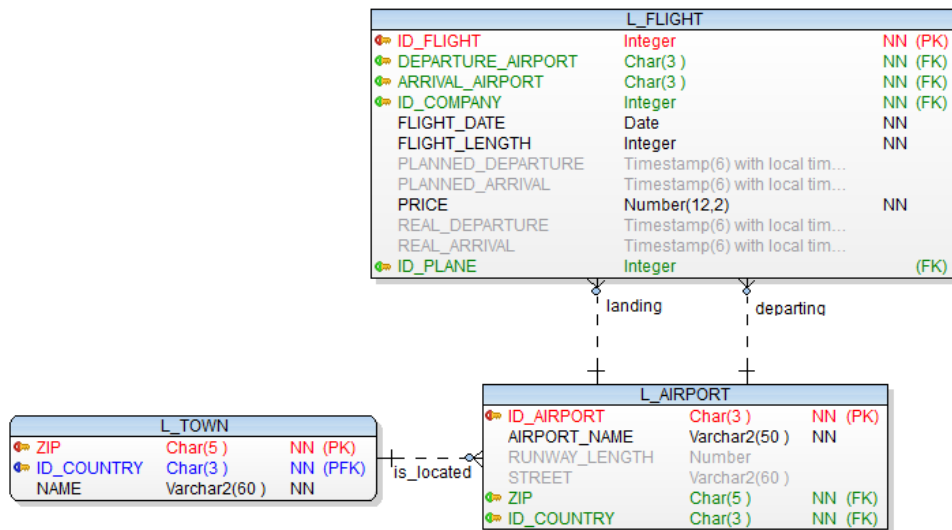 L_FLIGHT
ID_FLIGHT Integer NN (PK)
DEPARTURE_AIRPORT Char(3 ) NN (FK)
ARRIVAL_AIRPORT Char(3 ) NN (FK)
ID_COMPANY Integer NN (FK)
FLIGHT_DATE Date NN
FLIGHT_LENGTH Integer NN
PLANNED_DEPARTURE Timestamp(6) with local tim...
PLANNED_ARRIVAL Timestamp(6) with local tim...
PRICE Number(12,2) NN
REAL_DEPARTURE Timestamp(6) with local tim...
REAL_ARRIVAL Timestamp(6) with local tim...
ID_PLANE Integer (FK)
landing departing
L_AIRPORT
ID_AIRPORT Char(3 ) NN (PK)
AIRPORT_NAME Varchar2(50 ) NN
RUNWAY_LENGTH Number
STREET Varchar2(60 )
ZIP Char(5 ) NN (FK)
ID_COUNTRY Char(3 ) NN (FK)
L_TOWN
ZIP Char(5 ) NN (PK)
ID_COUNTRY Char(3 ) NN (PFK)
NAME Varchar2(60 ) NN
is_located